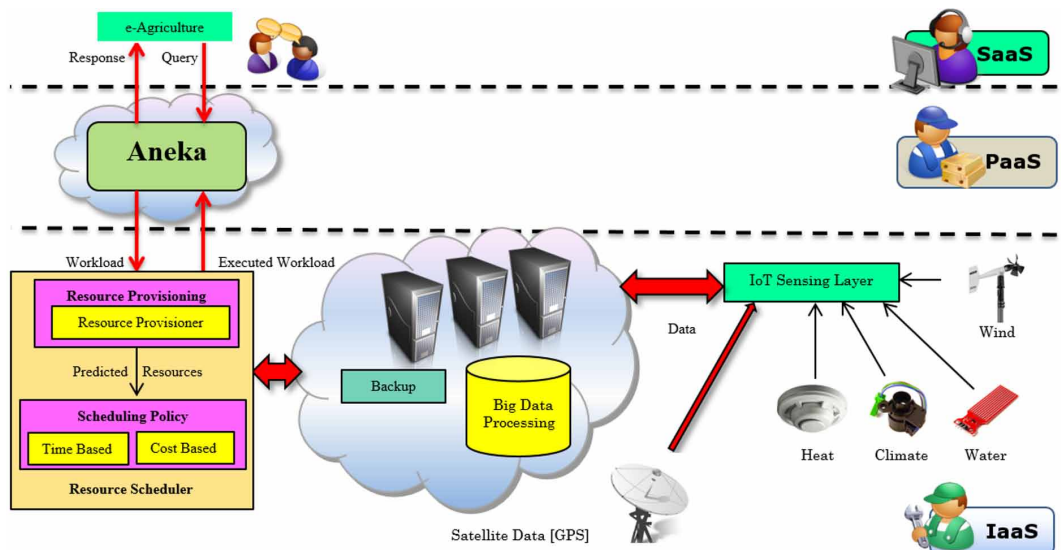 e-Agriculture
Response
Query
SaaS
Aneka
PaaS
Workload
Executed Workload
Resource Provisioning
Resource Provisioner
Predicted
Resources
Scheduling Policy
Time Based
Cost Based
Resource Scheduler
Backup
Big Data
Processing
Data
IoT Sensing Layer
Wind
Heat
Climate
Water
Satellite Data [GPS]
IaaS